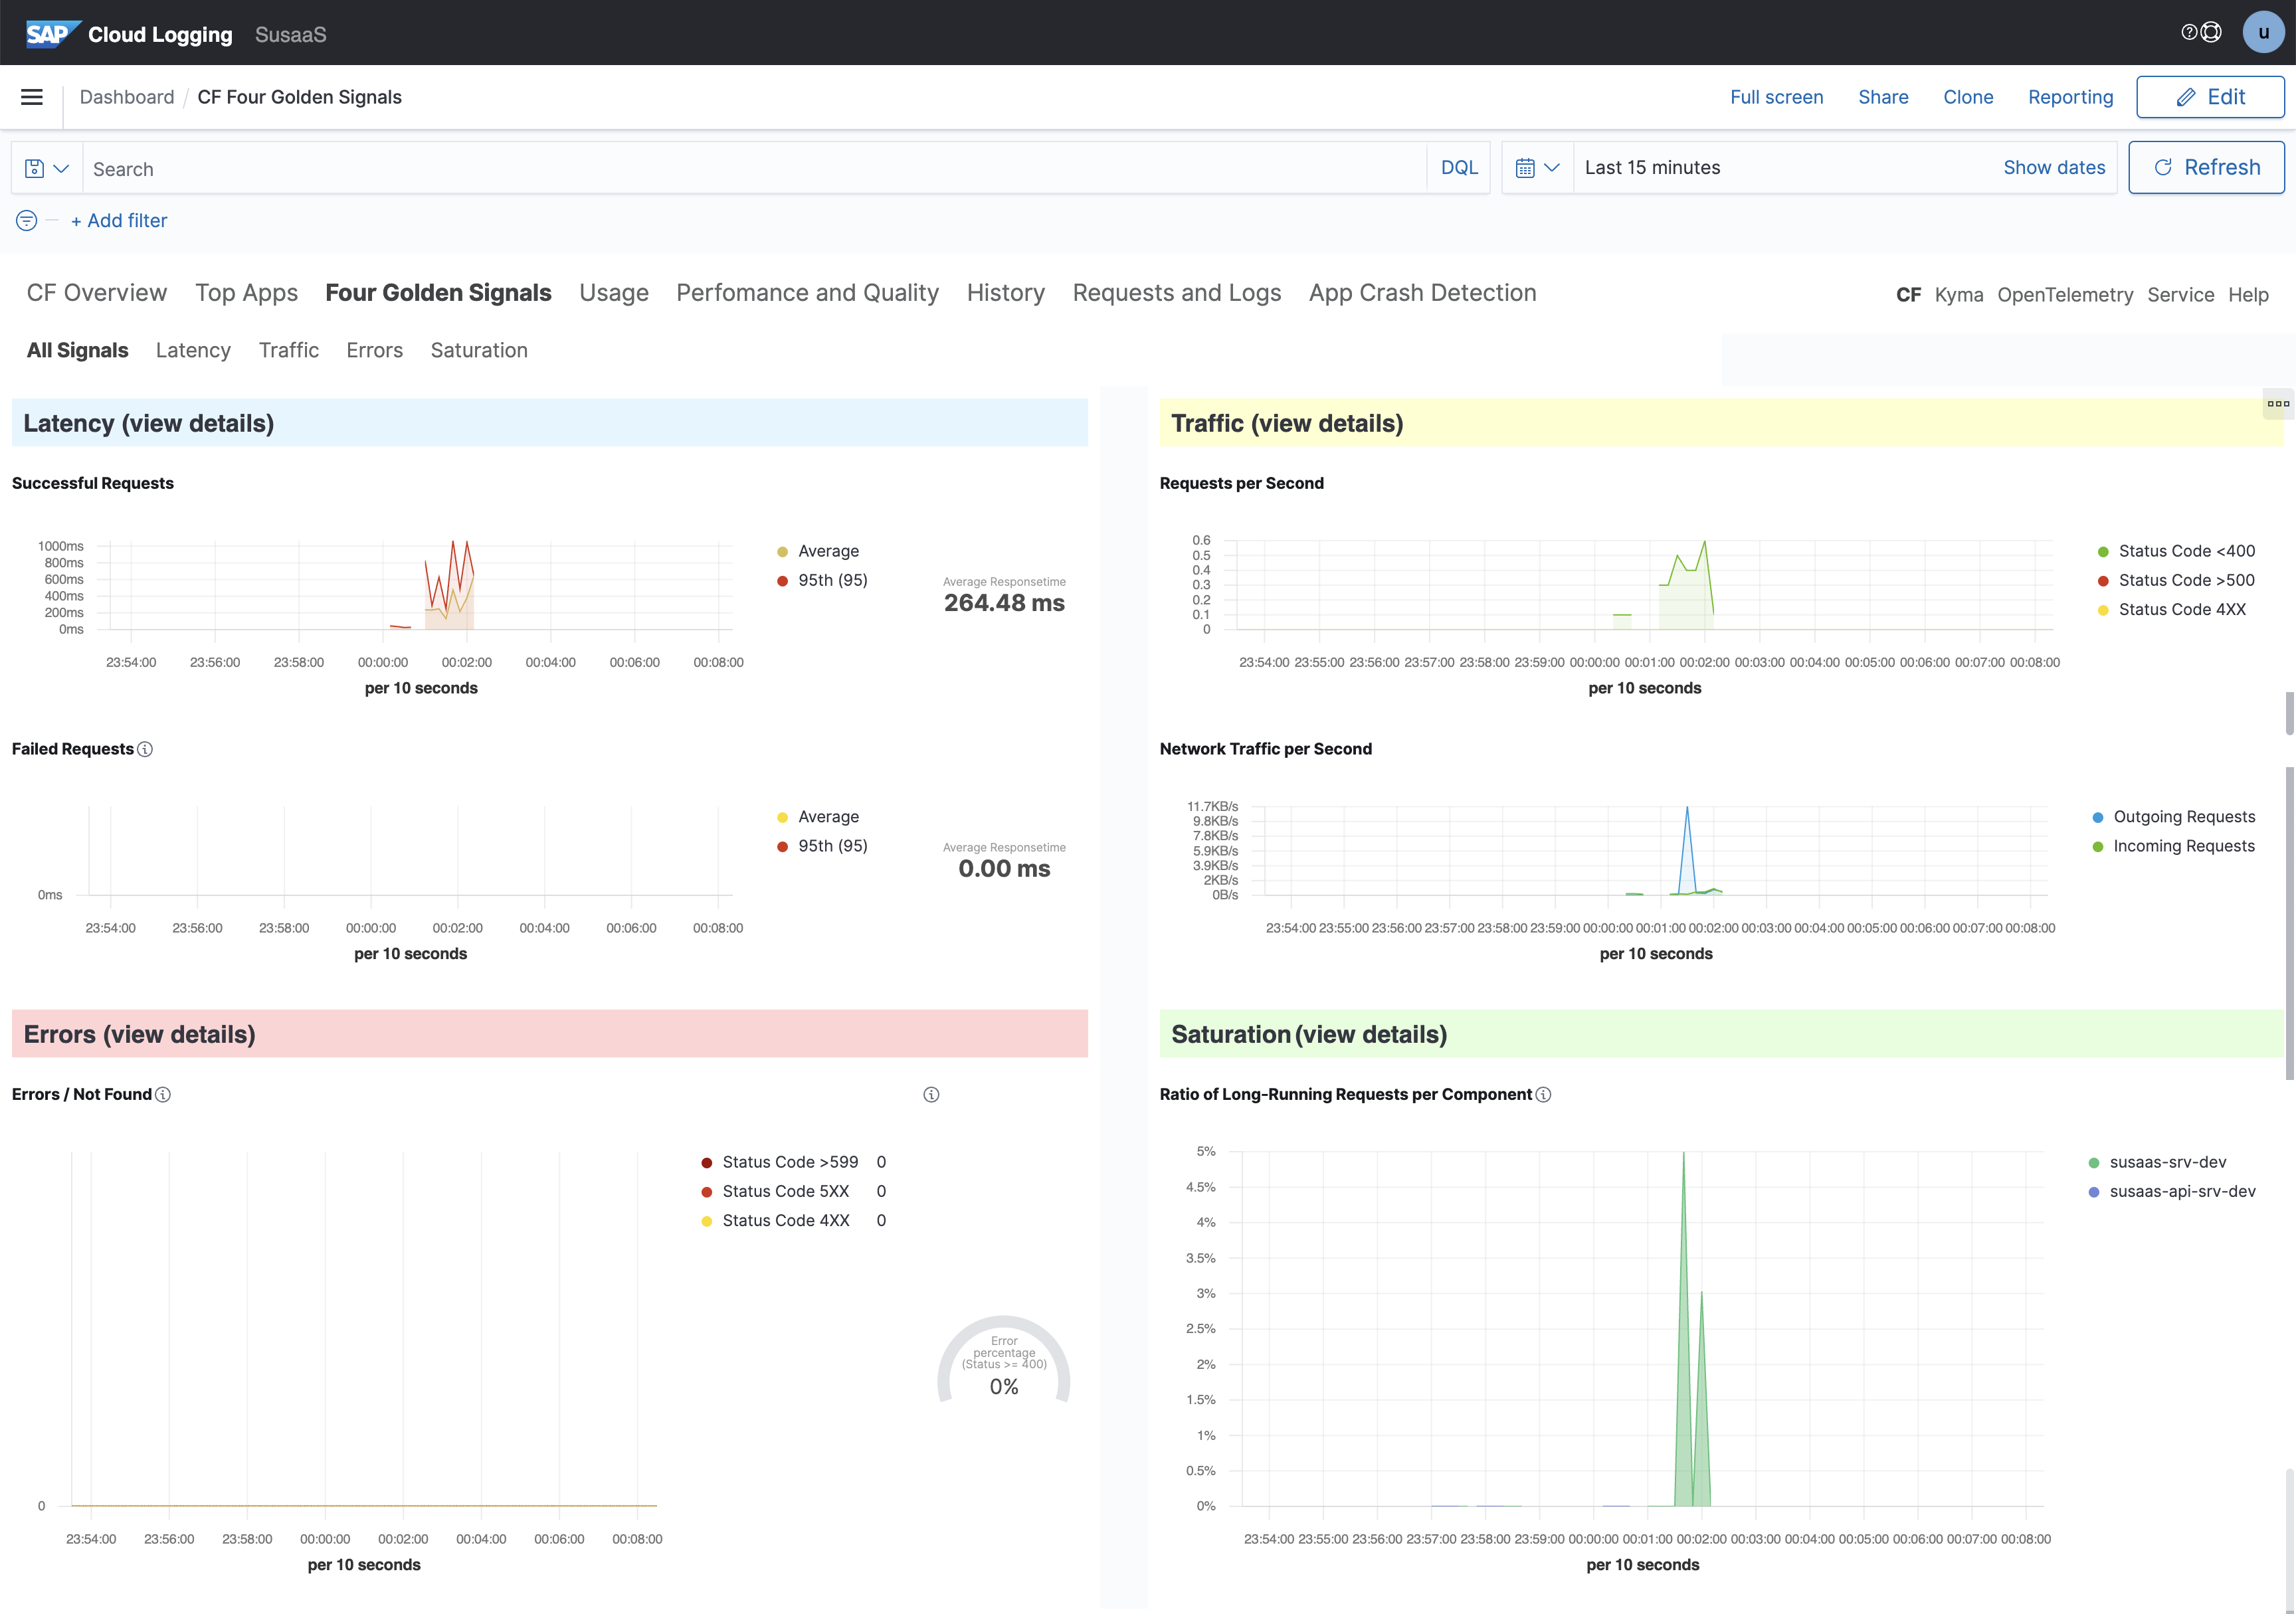 SAP Cloud Logging SusaaS
u
Dashboard / CF Four Golden Signals
Full screen Share Clone Reporting Edit
Search DQL Last 15 minutes Show dates Refresh
+ Add filter
CF Overview Top Apps Four Golden Signals Usage Perfomance and Quality History Requests and Logs App Crash Detection
CF Kyma OpenTelemetry Service Help
All Signals Latency Traffic Errors Saturation
Latency (view details)
Successful Requests
1000ms
800ms
600ms
400ms
200ms
0ms
23:54:00 23:56:00 23:58:00 00:00:00 00:02:00 00:04:00 00:06:00 00:08:00
per 10 seconds
Average
95th (95)
Average Responsetime
264.48 ms
Failed Requests
0ms
23:54:00 23:56:00 23:58:00 00:00:00 00:02:00 00:04:00 00:06:00 00:08:00
per 10 seconds
Average
95th (95)
Average Responsetime
0.00 ms
Traffic (view details)
Requests per Second
0.6
0.5
0.4
0.3
0.2
0.1
0
23:54:00 23:55:00 23:56:00 23:57:00 23:58:00 23:59:00 00:00:00 00:01:00 00:02:00 00:03:00 00:04:00 00:05:00 00:06:00 00:07:00 00:08:00
per 10 seconds
Status Code <400
Status Code >500
Status Code 4XX
Network Traffic per Second
11.7KB/s
9.8KB/s
7.8KB/s
5.9KB/s
3.9KB/s
2KB/s
0B/s
23:54:00 23:55:00 23:56:00 23:57:00 23:58:00 23:59:00 00:00:00 00:01:00 00:02:00 00:03:00 00:04:00 00:05:00 00:06:00 00:07:00 00:08:00
per 10 seconds
Outgoing Requests
Incoming Requests
Errors (view details)
Errors / Not Found
0
23:54:00 23:56:00 23:58:00 00:00:00 00:02:00 00:04:00 00:06:00 00:08:00
per 10 seconds
Status Code >599 0
Status Code 5XX 0
Status Code 4XX 0
Error
percentage
(Status >= 400)
0%
Saturation (view details)
Ratio of Long-Running Requests per Component
5%
4.5%
4%
3.5%
3%
2.5%
2%
1.5%
1%
0.5%
0%
23:54:00 23:55:00 23:56:00 23:57:00 23:58:00 23:59:00 00:00:00 00:01:00 00:02:00 00:03:00 00:04:00 00:05:00 00:06:00 00:07:00 00:08:00
per 10 seconds
susaas-srv-dev
susaas-api-srv-dev